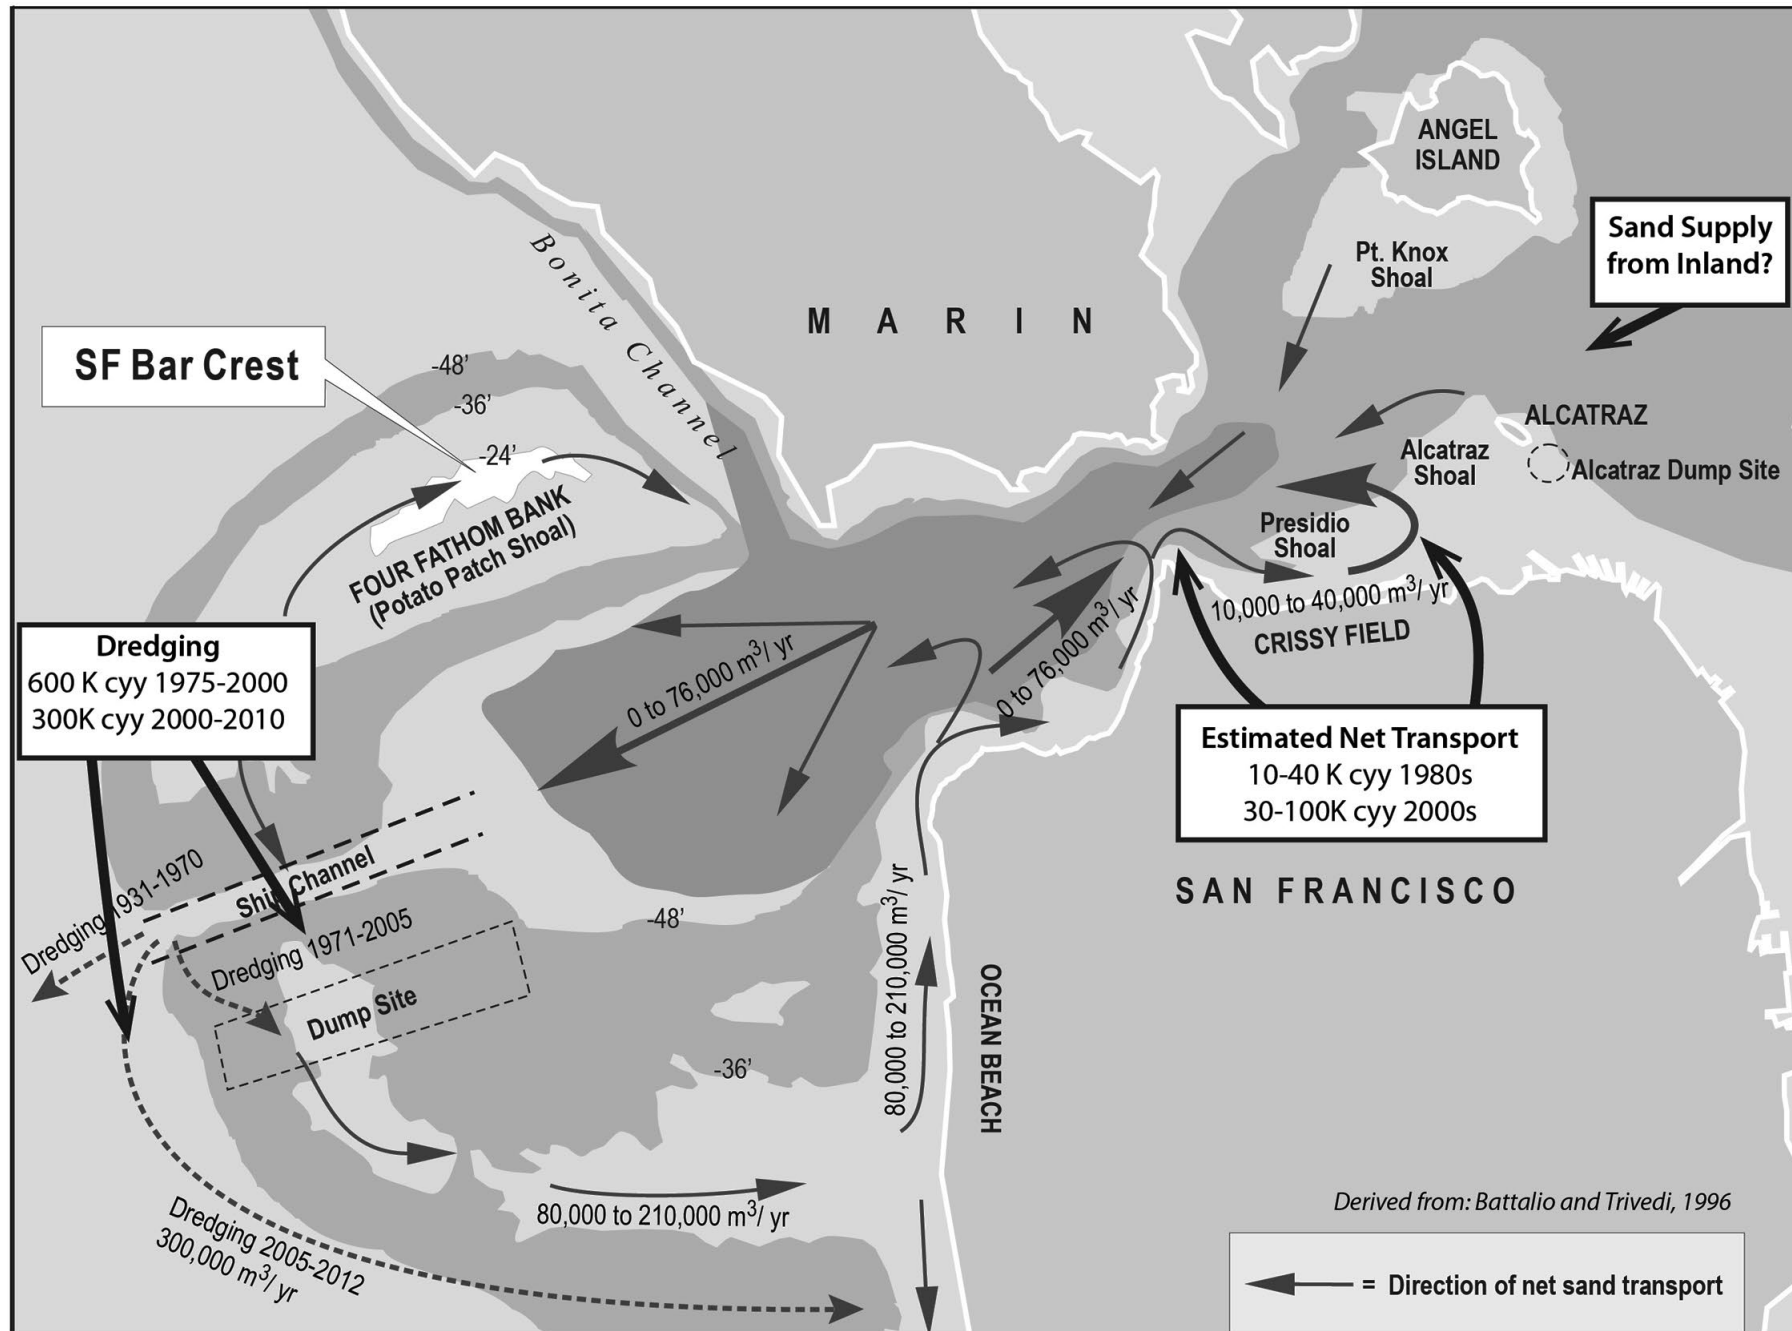 ANGEL
ISLAND
Sand Supply
from Inland?
Pt. Knox
Shoal
Bonita Channel
MARIN
SF Bar Crest
-48'
-36'
-24'
FOUR FATHOM BANK
(Potato Patch Shoal)
ALCATRAZ
Alcatraz
Shoal
Alcatraz Dump Site
Presidio
Shoal
10,000 to 40,000 m³/ yr
CRISSY FIELD
0 to 76,000 m³/ yr
0 to 76,000 m³/ yr
Dredging
600 K cyy 1975-2000
300K cyy 2000-2010
Estimated Net Transport
10-40 K cyy 1980s
30-100K cyy 2000s
SAN FRANCISCO
Ship Channel
Dredging 1931-1970
Dredging 1971-2005
Dump Site
-48'
-36'
80,000 to 210,000 m³/ yr
OCEAN BEACH
80,000 to 210,000 m³/ yr
Dredging 2005-2012
300,000 m³/ yr
Derived from: Battalio and Trivedi, 1996
= Direction of net sand transport